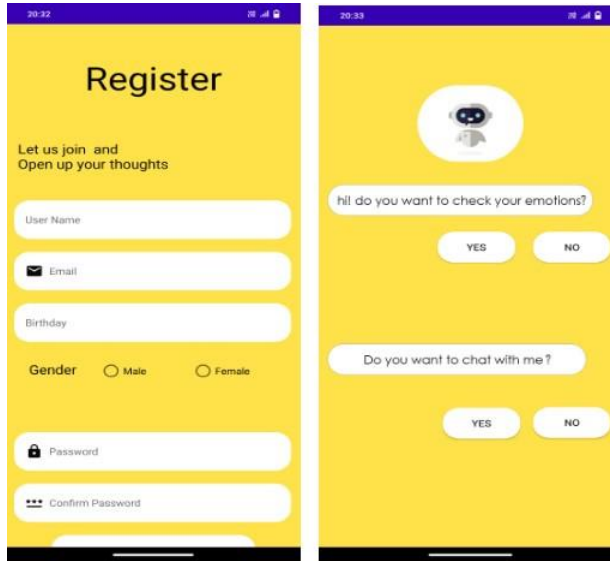 20:32
Register
Let us join and
Open up your thoughts
User Name
Email
Birthday
Gender Male Female
Password
Confirm Password
20:33
hi! do you want to check your emotions?
YES NO
Do you want to chat with me?
YES NO